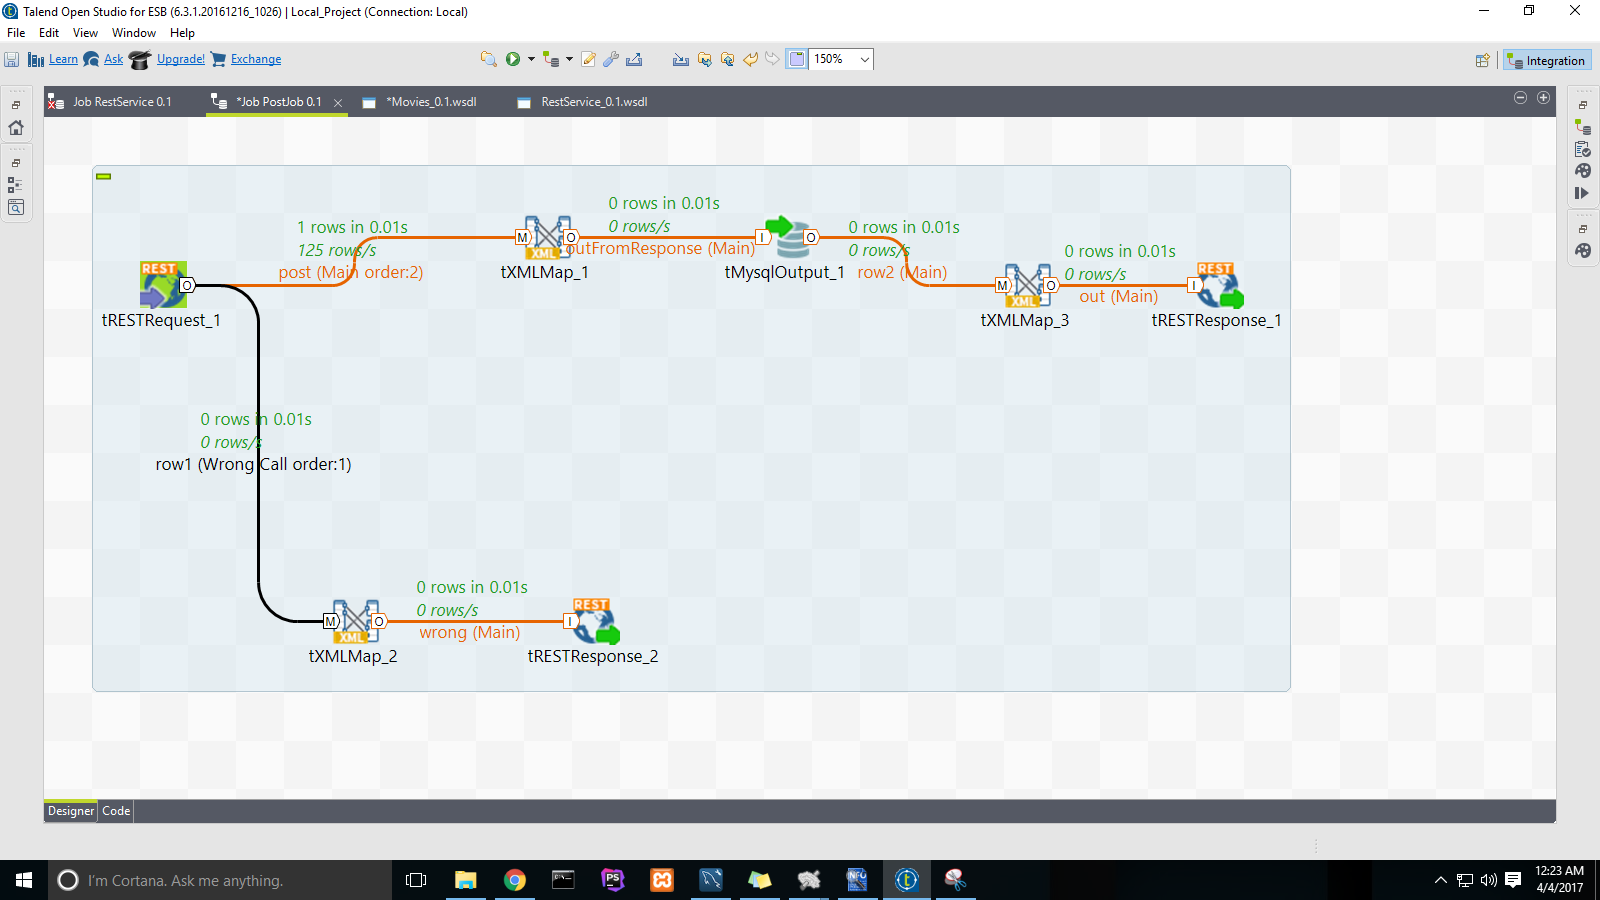 Talend Open Studio for ESB (6.3.1.20161216_1026) | Local_Project (Connection: Local)
File Edit View Window Help
Learn Ask Upgrade! Exchange 150% Integration
Job RestService 0.1 *Job PostJob 0.1 *Movies_0.1.wsdl RestService_0.1.wsdl
0 rows in 0.01s
0 rows/s
1 rows in 0.01s
125 rows/s
post (Main order:2)
outFromResponse (Main)
0 rows in 0.01s
0 rows/s
row2 (Main)
0 rows in 0.01s
0 rows/s
out (Main)
M O XML
tXMLMap_1
I O
tMysqlOutput_1
REST O
tRESTRequest_1
M O XML
tXMLMap_3
I REST
tRESTResponse_1
0 rows in 0.01s
0 rows/s
row1 (Wrong Call order:1)
0 rows in 0.01s
0 rows/s
wrong (Main)
M O XML
tXMLMap_2
I REST
tRESTResponse_2
Designer Code
I'm Cortana. Ask me anything.
PS
NFO
12:23 AM
4/4/2017